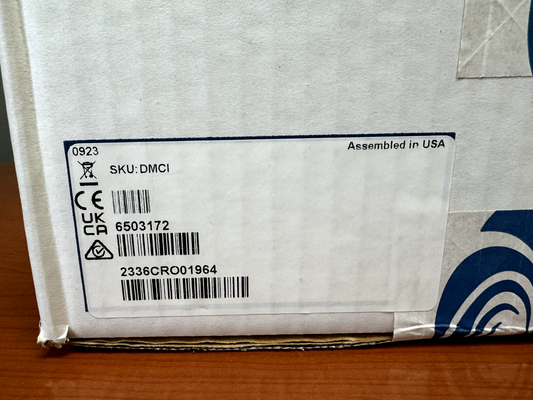 0923
Assembled in USA
SKU: DMCI
CE
UK
CA
6503172
2336CRO01964